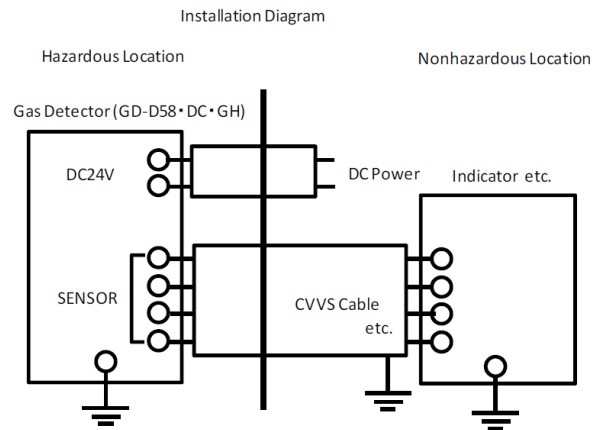 Installation Diagram
Hazardous Location
Nonhazardous Location
Gas Detector (GD-D58・DC・GH)
DC24V
DC Power
Indicator etc.
SENSOR
CVVS Cable
etc.